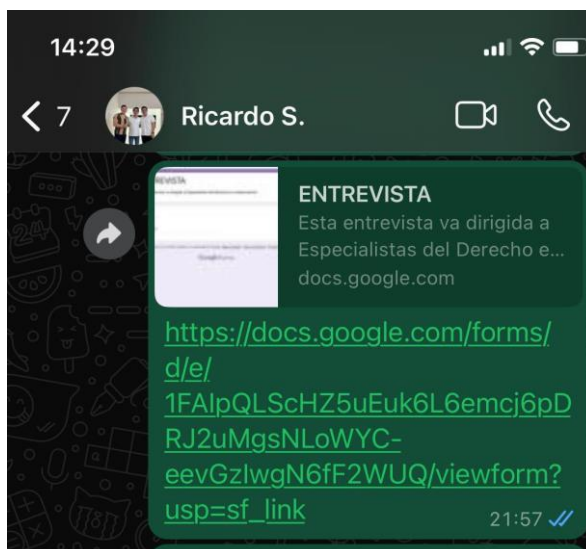 14:29
7
Ricardo S.
ENTREVISTA
Esta entrevista va dirigida a
Especialistas del Derecho e...
docs.google.com
https://docs.google.com/forms/
d/e/
1FAIpQLScHZ5uEuk6L6emcj6pD
RJ2uMgsNLoWYC-
eevGzIwgN6fF2WUQ/viewform?
usp=sf_link
21:57